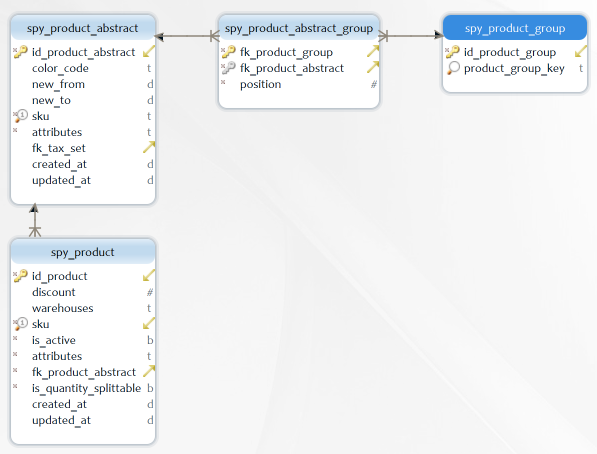 spy_product_abstract
id_product_abstract
color_code t
new_from d
new_to d
sku t
attributes t
fk_tax_set
created_at d
updated_at d
spy_product_abstract_group
fk_product_group
fk_product_abstract
position #
spy_product_group
id_product_group
product_group_key t
spy_product
id_product
discount #
warehouses t
sku
is_active b
attributes t
fk_product_abstract
is_quantity_splittable b
created_at d
updated_at d